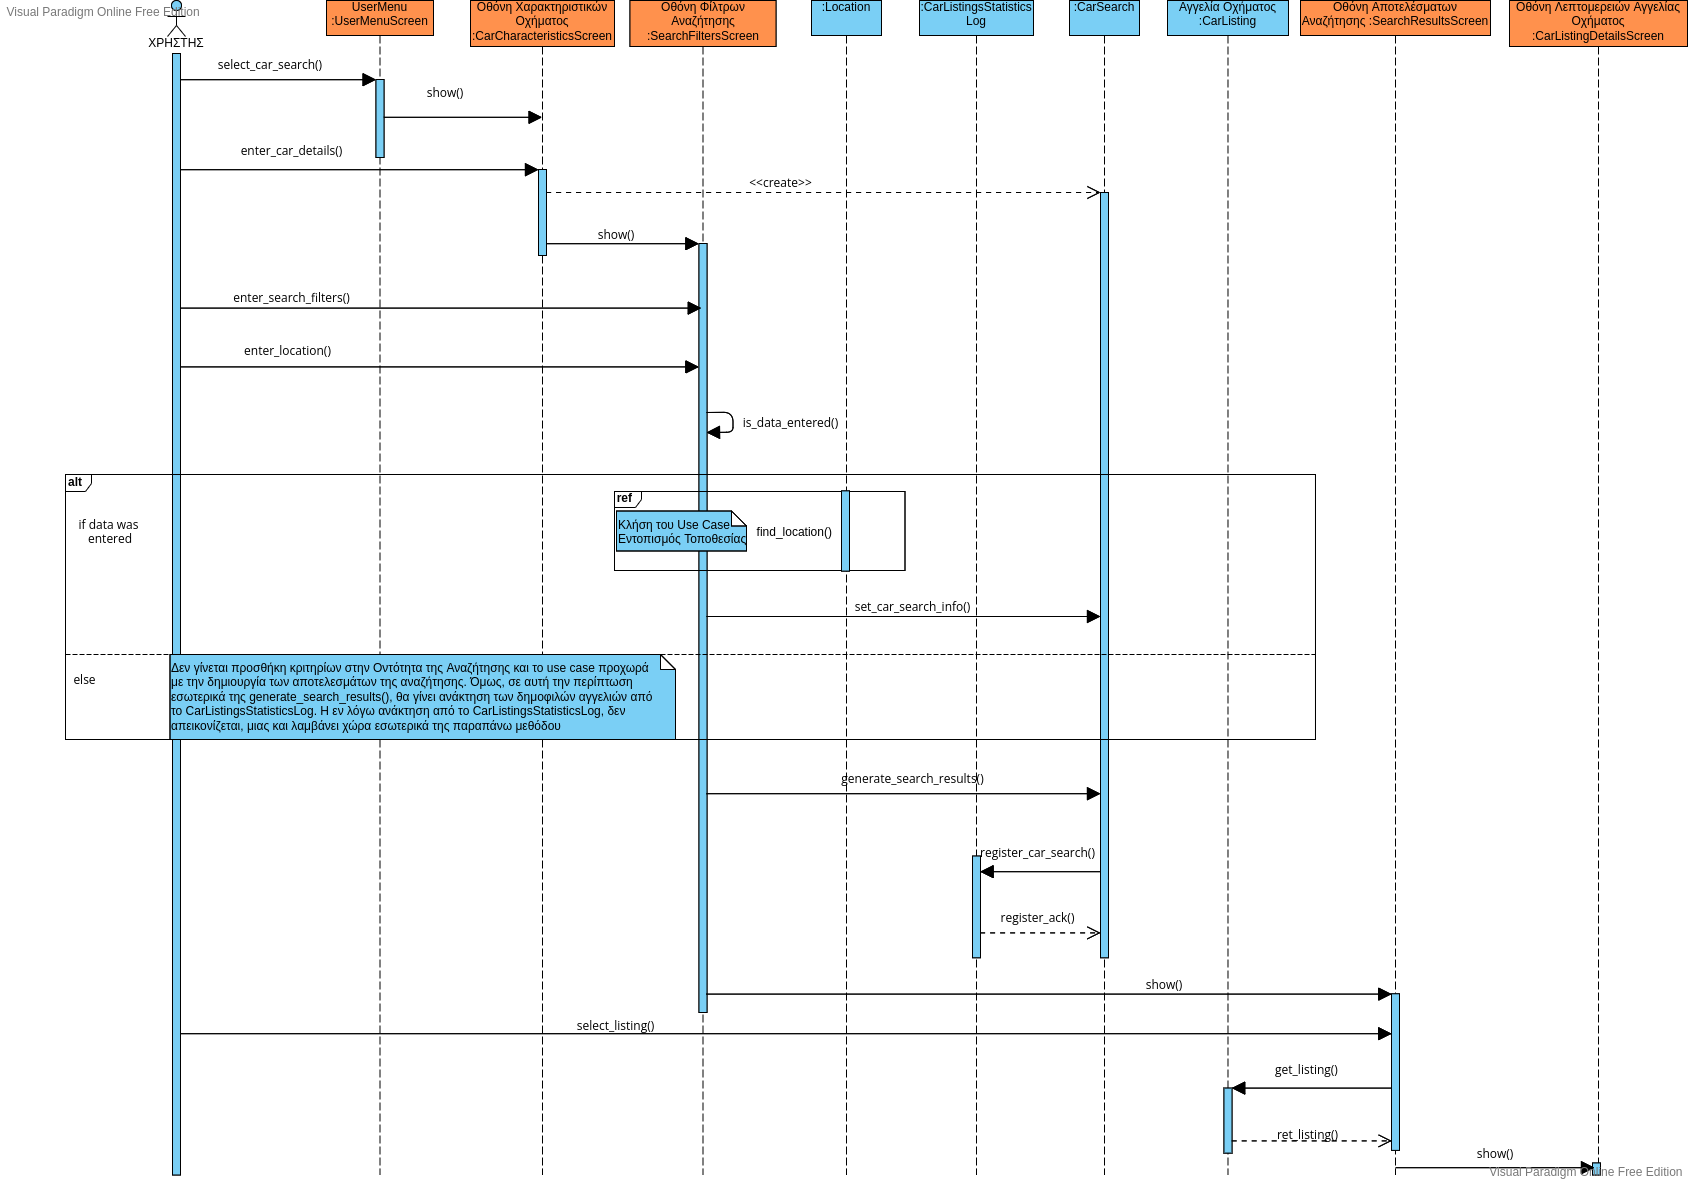 Visual Paradigm Online Free Edition
ΧΡΗΣΤΗΣ
UserMenu
:UserMenuScreen
Οθόνη Χαρακτηριστικών
Οχήματος
:CarCharacteristicsScreen
Οθόνη Φίλτρων
Αναζήτησης
:SearchFiltersScreen
:Location
:CarListingsStatistics
Log
:CarSearch
Αγγελία Οχήματος
:CarListing
Οθόνη Αποτελέσματων
Αναζήτησης :SearchResultsScreen
Οθόνη Λεπτομερειών Αγγελίας
Οχήματος
:CarListingDetailsScreen
select_car_search()
show()
enter_car_details()
<<create>>
show()
enter_search_filters()
enter_location()
is_data_entered()
alt
if data was
entered
ref
Κλήση του Use Case
Εντοπισμός Τοποθεσίας
find_location()
set_car_search_info()
else
Δεν γίνεται προσθήκη κριτηρίων στην Οντότητα της Αναζήτησης και το use case προχωρά
με την δημιουργία των αποτελεσμάτων της αναζήτησης. Όμως, σε αυτή την περίπτωση
εσωτερικά της generate_search_results(), θα γίνει ανάκτηση των δημοφιλών αγγελιών από
το CarListingsStatisticsLog. Η εν λόγω ανάκτηση από το CarListingsStatisticsLog, δεν
απεικονίζεται, μιας και λαμβάνει χώρα εσωτερικά της παραπάνω μεθόδου
generate_search_results()
register_car_search()
register_ack()
show()
select_listing()
get_listing()
ret_listing()
show()
Visual Paradigm Online Free Edition